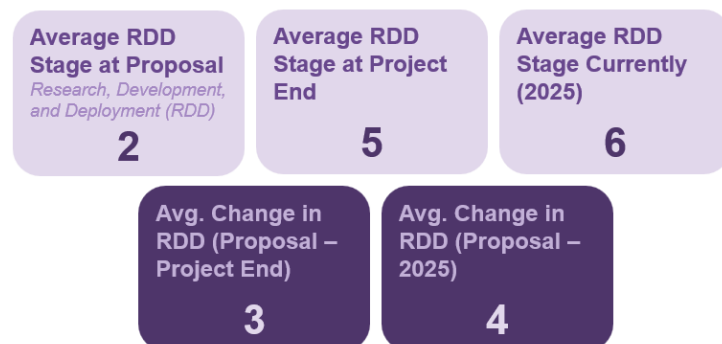 Average RDD
Stage at Proposal
Research, Development,
and Deployment (RDD)
2
Average RDD
Stage at Project
End
5
Average RDD
Stage Currently
(2025)
6
Avg. Change in
RDD (Proposal –
Project End)
3
Avg. Change in
RDD (Proposal –
2025)
4